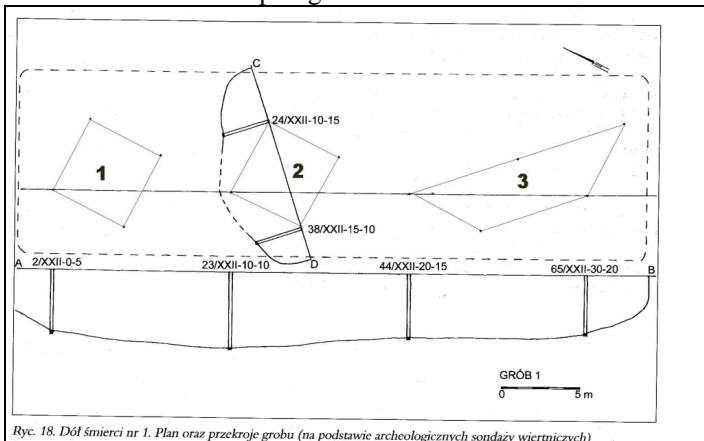 C
24/XXII-10-15
1
2
3
38/XXII-15-10
A
2/XXII-0-5
23/XXII-10-10
D
44/XXII-20-15
65/XXII-30-20
B
GRÓB 1
0
5 m
Ryc. 18. Dół śmierci nr 1. Plan oraz przekroje grobu (na podstawie archeologicznych sondaży wiertniczych)